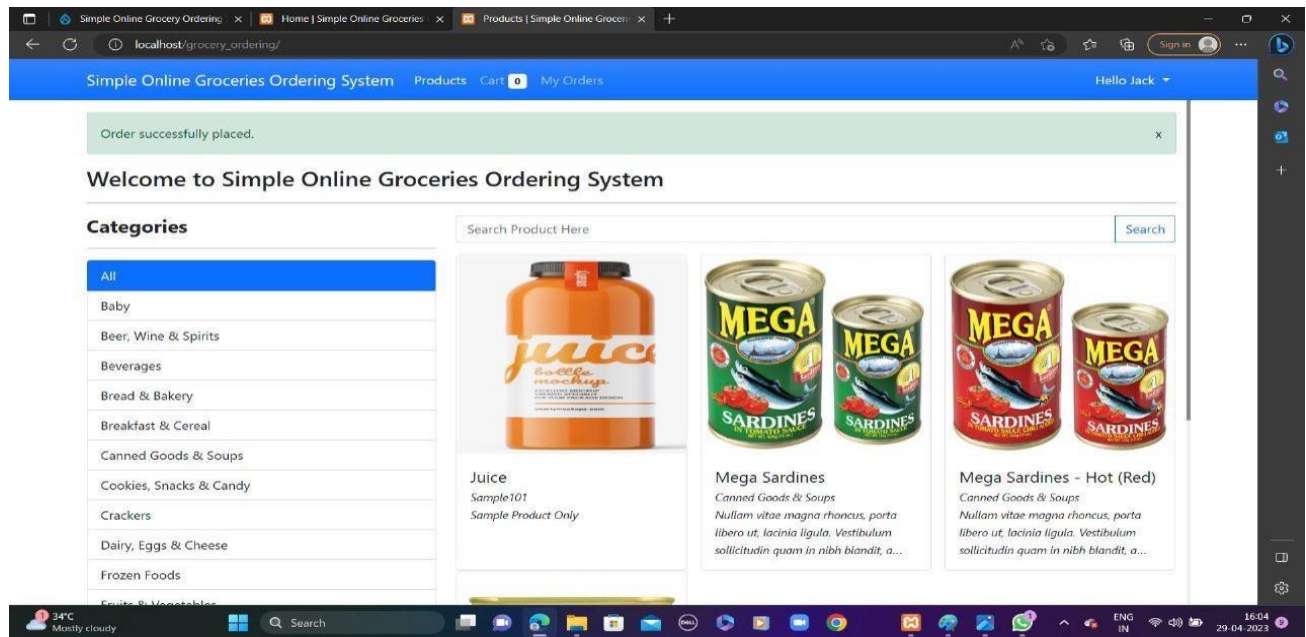 Simple Online Grocery Ordering
Home | Simple Online Groceries
Products | Simple Online Grocer
localhost/grocery_ordering/
Sign in
Simple Online Groceries Ordering System Products Cart 0 My Orders Hello Jack
Order successfully placed. x
Welcome to Simple Online Groceries Ordering System
Categories
Search Product Here Search
All
Baby
Beer, Wine & Spirits
Beverages
Bread & Bakery
Breakfast & Cereal
Canned Goods & Soups
Cookies, Snacks & Candy
Crackers
Dairy, Eggs & Cheese
Frozen Foods
Fruits & Vegetables
juice
bottle
mockup
MEGA
MEGA
SARDINES
IN TOMATO SAUCE
SARDINES
MEGA
MEGA
SARDINES
SARDINES
Juice
Sample101
Sample Product Only
Mega Sardines
Canned Goods & Soups
Nullam vitae magna rhoncus, porta
libero ut, lacinia ligula. Vestibulum
sollicitudin quam in nibh blandit, a...
Mega Sardines - Hot (Red)
Canned Goods & Soups
Nullam vitae magna rhoncus, porta
libero ut, lacinia ligula. Vestibulum
sollicitudin quam in nibh blandit, a...
34°C
Mostly cloudy
Search
ENG
IN
16:04
29-04-2023